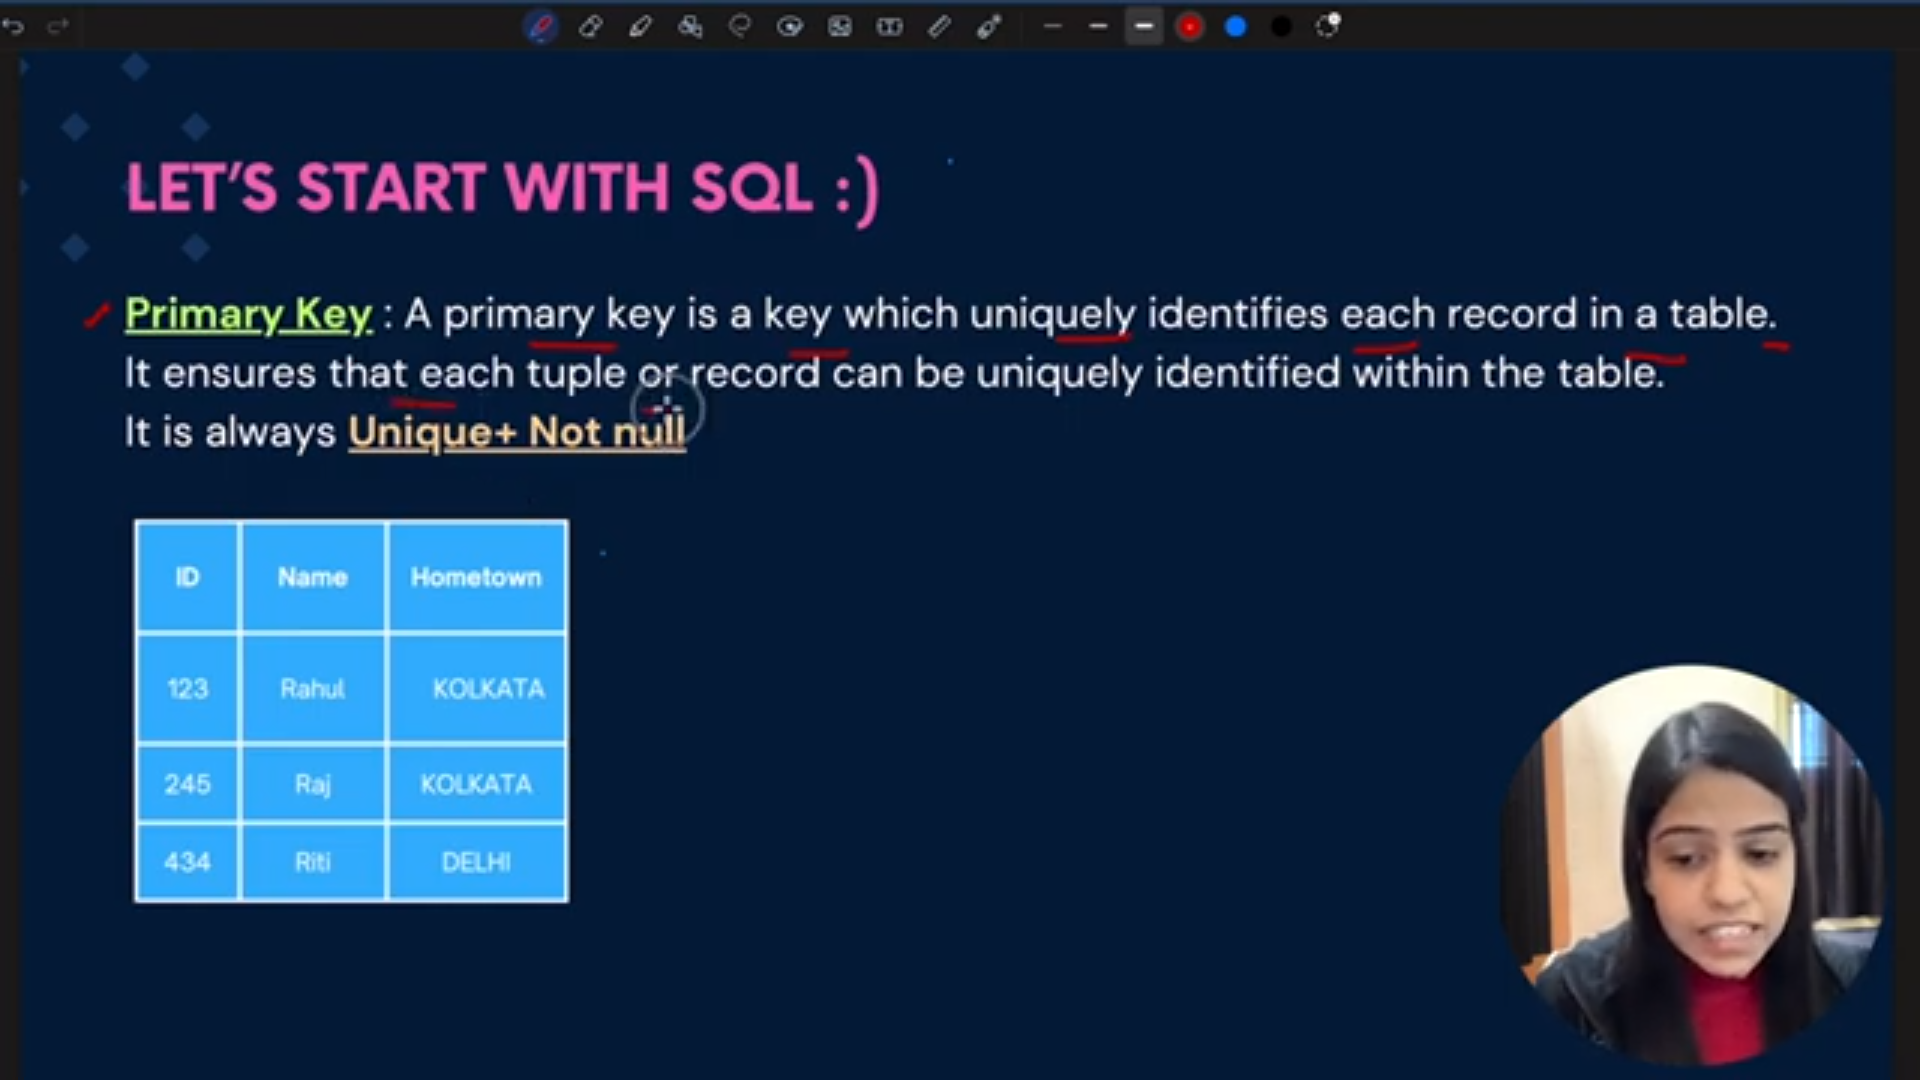 LET'S START WITH SQL :)
Primary Key : A primary key is a key which uniquely identifies each record in a table.
It ensures that each tuple or record can be uniquely identified within the table.
It is always Unique+ Not null
ID Name Hometown
123 Rahul KOLKATA
245 Raj KOLKATA
434 Riti DELHI